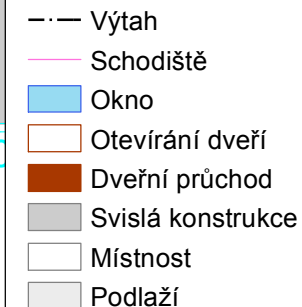 Výtah
Schodiště
Okno
Otevírání dveří
Dveřní průchod
Svislá konstrukce
Místnost
Podlaží